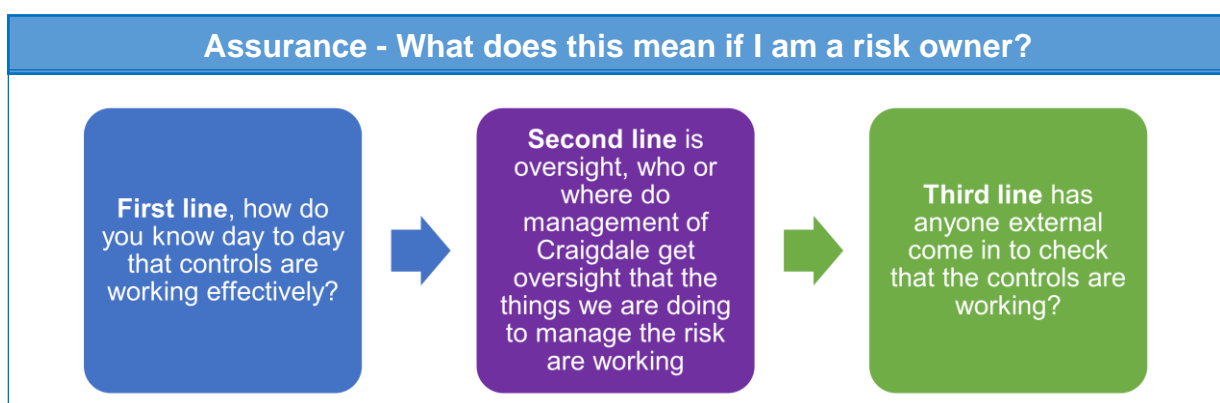 Assurance - What does this mean if I am a risk owner?
First line, how do
you know day to day
that controls are
working effectively?
Second line is
oversight, who or
where do
management of
Craigdale get
oversight that the
things we are doing
to manage the risk
are working
Third line has
anyone external
come in to check
that the controls are
working?